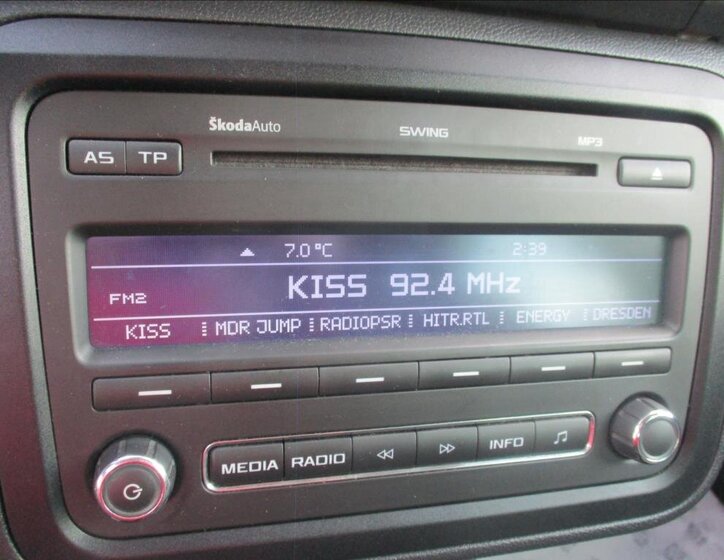 ŠkodaAuto SWING MP3
AS TP
7.0°C 2:39
KISS 92.4 MHz
FM2
KISS MDR JUMP RADIOPSR HITR.RTL ENERGY DRESDEN
MEDIA RADIO INFO